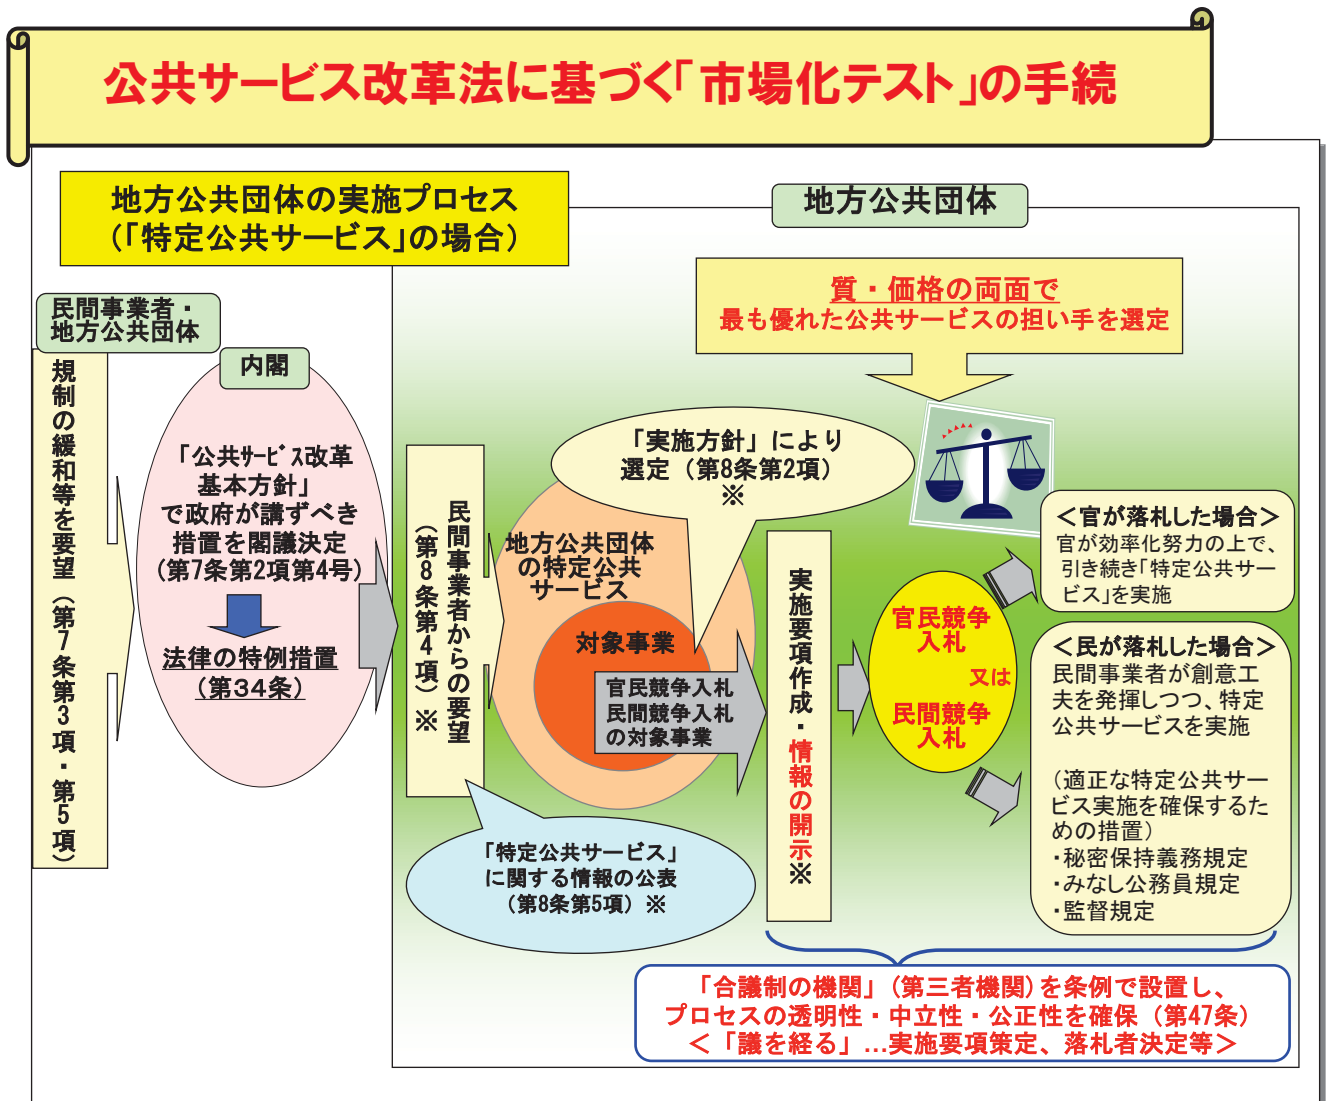 公共サービス改革法に基づく「市場化テスト」の手続
地方公共団体の実施プロセス
（「特定公共サービス」の場合）
地方公共団体
質・価格の両面で
最も優れた公共サービスの担い手を選定
民間事業者・
地方公共団体
規制の緩和等を要望（第7条第3項・第5項）
内閣
「公共ｻｰﾋﾞｽ改革
基本方針」
で政府が講ずべき
措置を閣議決定
（第7条第2項第4号）
法律の特例措置
（第３４条）
民間事業者からの要望
（第8条第4項）※
「実施方針」により
選定（第8条第2項）
※
地方公共団体
の特定公共
サービス
対象事業
官民競争入札
民間競争入札
の対象事業
「特定公共サービス」
に関する情報の公表
（第8条第5項）※
実施要項作成・情報の開示※
官民競争
入札
又は
民間競争
入札
＜官が落札した場合＞
官が効率化努力の上で、
引き続き「特定公共サー
ビス」を実施
＜民が落札した場合＞
民間事業者が創意工
夫を発揮しつつ、特定
公共サービスを実施
（適正な特定公共サー
ビス実施を確保するた
めの措置）
・秘密保持義務規定
・みなし公務員規定
・監督規定
「合議制の機関」（第三者機関）を条例で設置し、
プロセスの透明性・中立性・公正性を確保（第47条）
＜「議を経る」…実施要項策定、落札者決定等＞